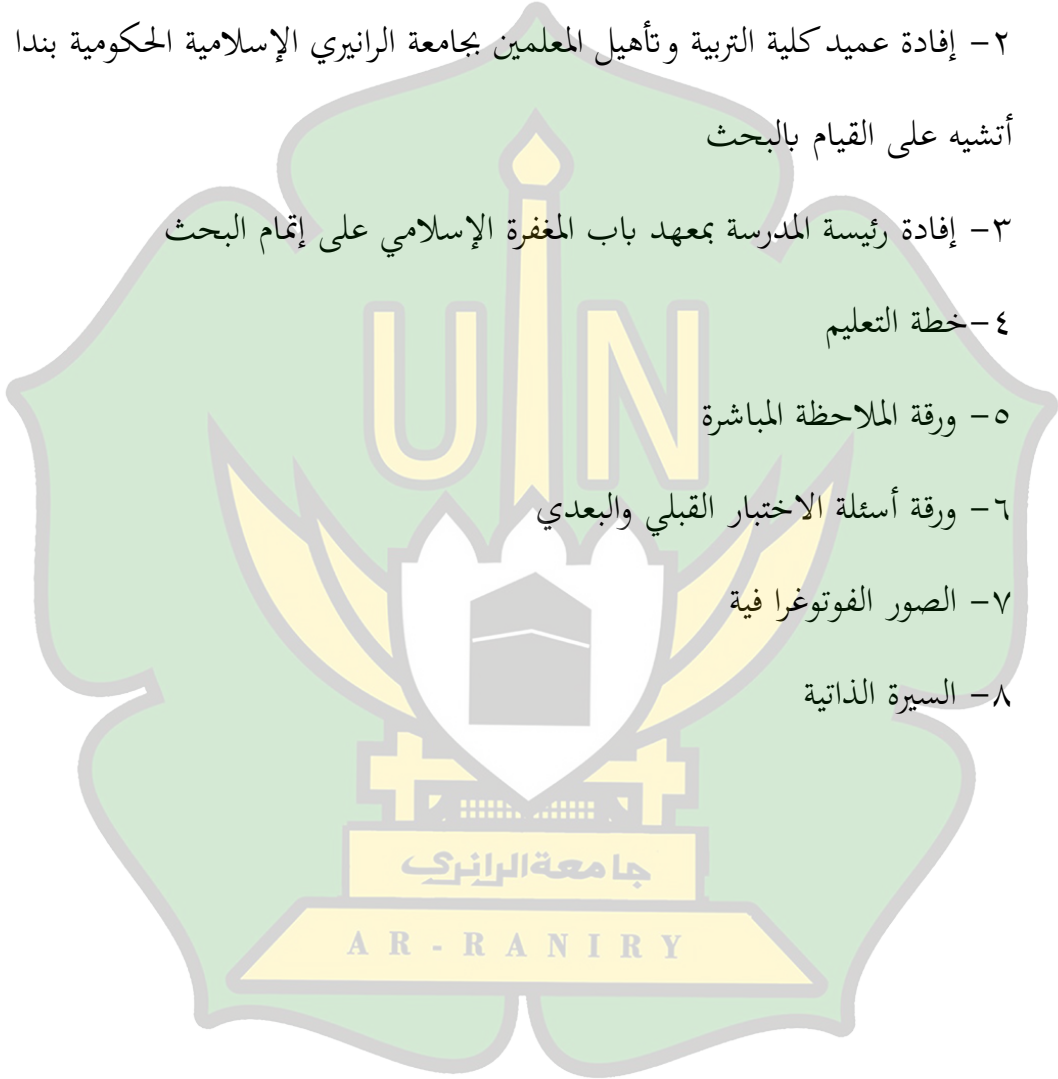 ٢- إفادة عميد كلية التربية وتأهيل المعلمين بجامعة الرانيري الإسلامية الحكومية بندا
أتشيه على القيام بالبحث
٣- إفادة رئيسة المدرسة بمعهد باب المغفرة الإسلامي على إتمام البحث
٤-خطة التعليم
٥- ورقة الملاحظة المباشرة
٦- ورقة أسئلة الاختبار القبلي والبعدي
٧- الصور الفوتوغرا فية
٨- السيرة الذاتية
UIN
جامعةالرانري
AR-RANIRY